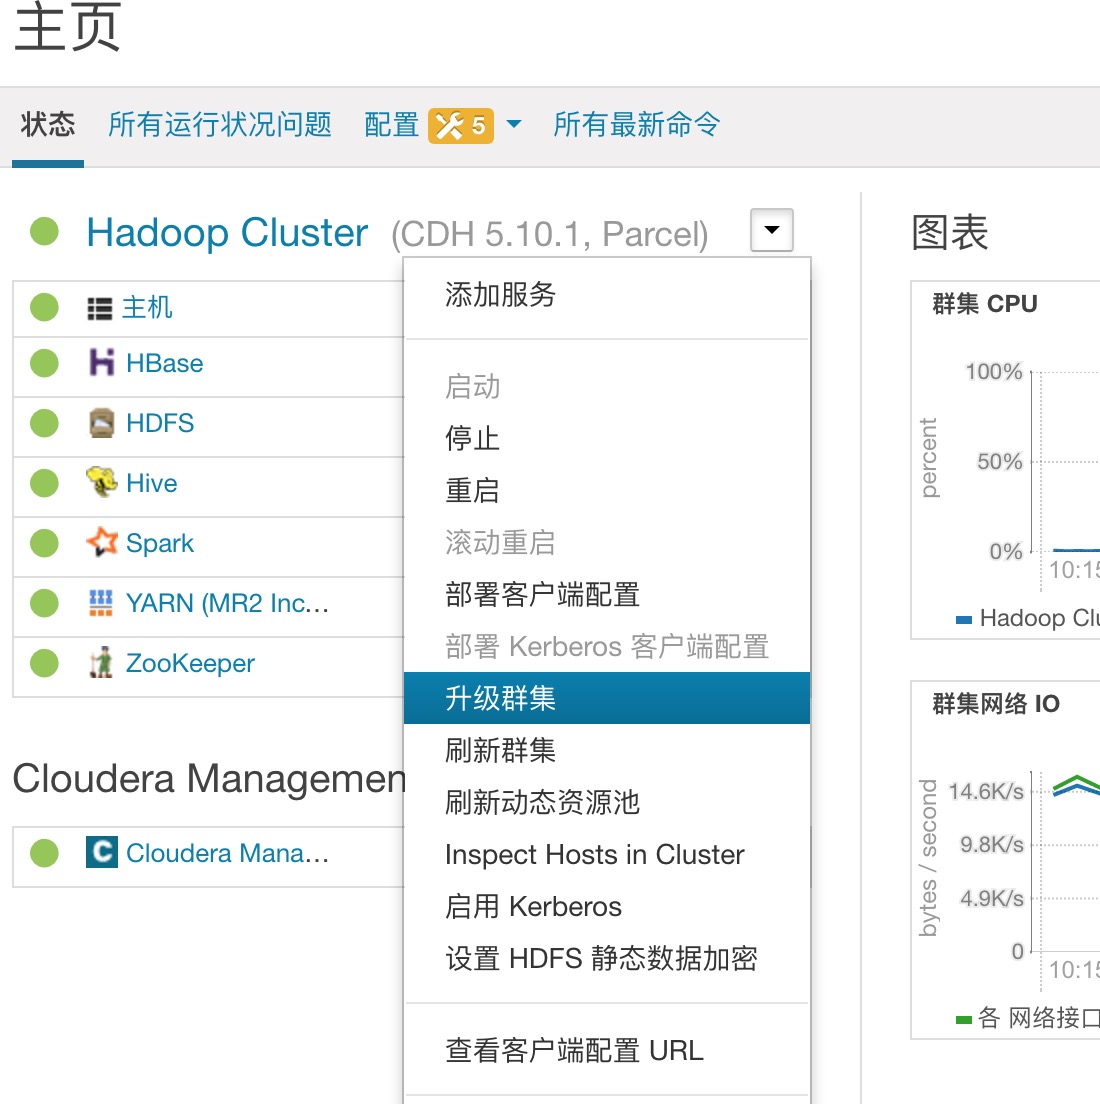 主页
状态 所有运行状况问题 配置 5 所有最新命令
Hadoop Cluster (CDH 5.10.1, Parcel)
主机
HBase
HDFS
Hive
Spark
YARN (MR2 Inc...
ZooKeeper
Cloudera Managemen
Cloudera Mana...
添加服务
启动
停止
重启
滚动重启
部署客户端配置
部署 Kerberos 客户端配置
升级群集
刷新群集
刷新动态资源池
Inspect Hosts in Cluster
启用 Kerberos
设置 HDFS 静态数据加密
查看客户端配置 URL
图表
群集 CPU
percent
100%
50%
0%
10:15
Hadoop Clu
群集网络 IO
bytes / second
14.6K/s
9.8K/s
4.9K/s
0
10:15
各 网络接口